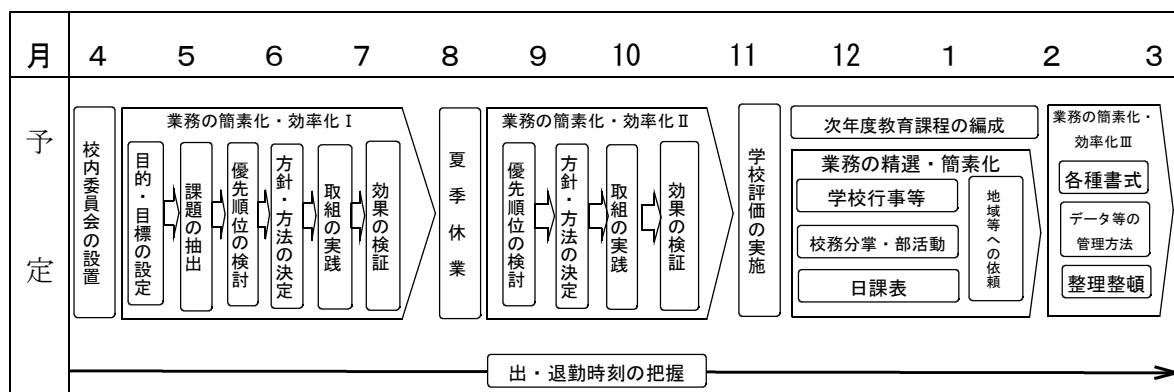 月 4 5 6 7 8 9 10 11 12 1 2 3
予定
校内委員会の設置
業務の簡素化・効率化Ⅰ
目的・目標の設定
課題の抽出
優先順位の検討
方針・方法の決定
取組の実践
効果の検証
夏季休業
業務の簡素化・効率化Ⅱ
優先順位の検討
方針・方法の決定
取組の実践
効果の検証
学校評価の実施
次年度教育課程の編成
業務の精選・簡素化
学校行事等
校務分掌・部活動
日課表
地域等への依頼
業務の簡素化・
効率化Ⅲ
各種書式
データ等の
管理方法
整理整頓
出・退勤時刻の把握